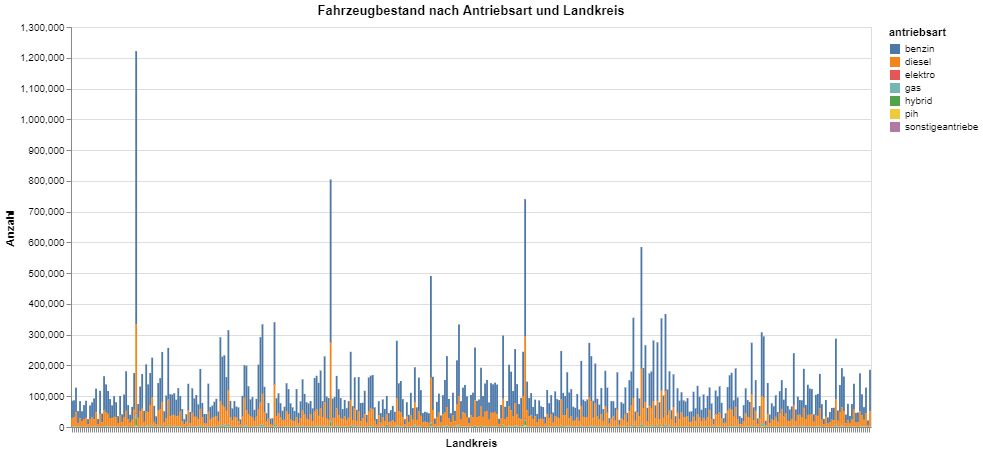 Fahrzeugbestand nach Antriebsart und Landkreis
1,300,000
1,200,000
1,100,000
1,000,000
900,000
800,000
700,000
600,000
500,000
400,000
300,000
200,000
100,000
0
Anzahl
Landkreis
antriebsart
benzin
diesel
elektro
gas
hybrid
pih
sonstigeantriebe